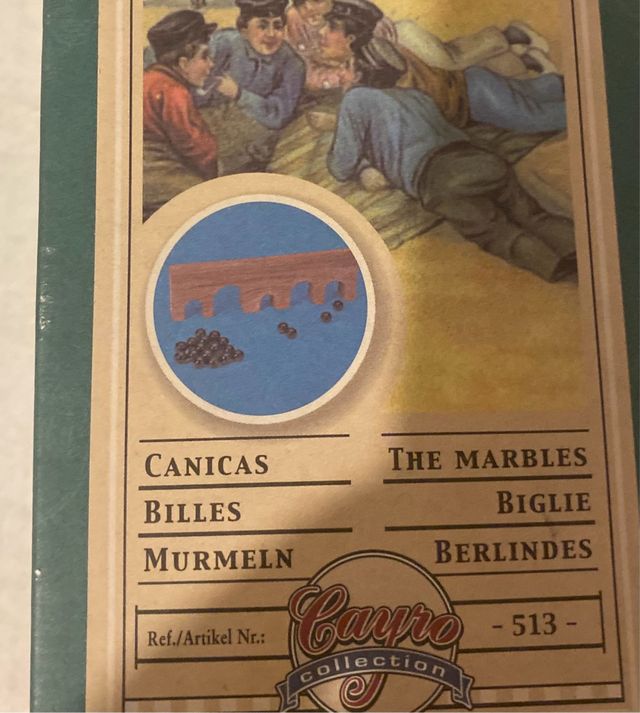 CANICAS
THE MARBLES
BILLES
BIGLIE
MURMELN
BERLINDES
Ref./Artikel Nr.:
Cayro
collection
- 513 -